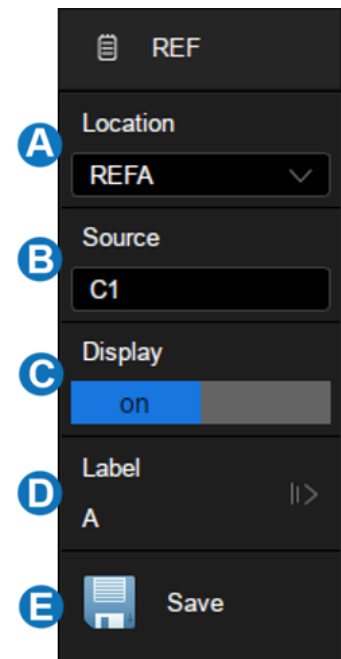 REF
A
Location
REFA
B
Source
C1
C
Display
on
D
Label
A
E
Save